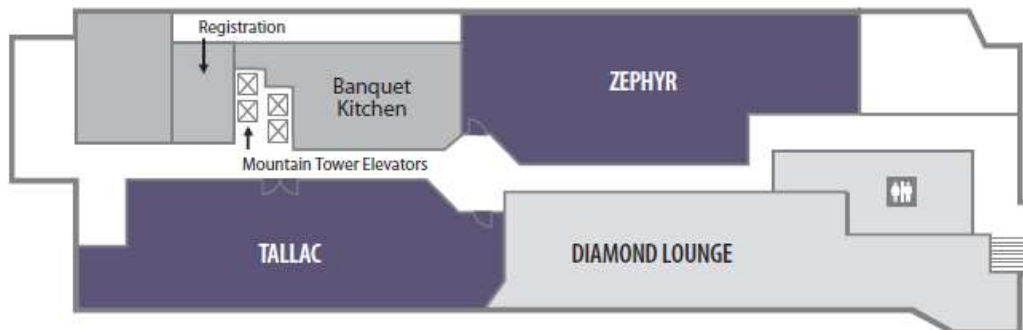 Registration
ZEPHYR
Banquet
Kitchen
Mountain Tower Elevators
TALLAC
DIAMOND LOUNGE